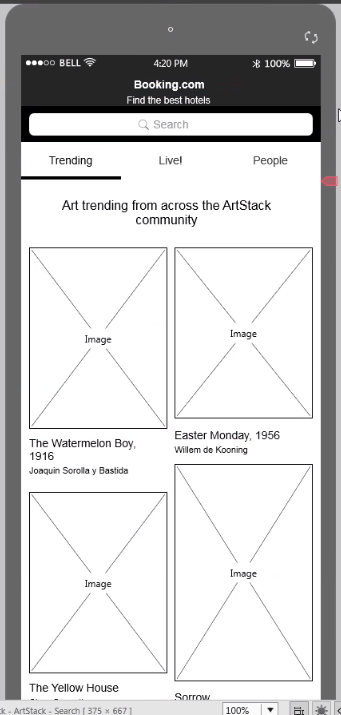 BELL 4:20 PM 100%
Booking.com
Find the best hotels
Search
Trending Live! People
Art trending from across the ArtStack
community
Image
Image
The Watermelon Boy,
1916
Joaquin Sorolla y Bastida
Easter Monday, 1956
Willem de Kooning
Image
Image
The Yellow House
Sorrow
ck - ArtStack - Search [ 375 × 667 ] 100%